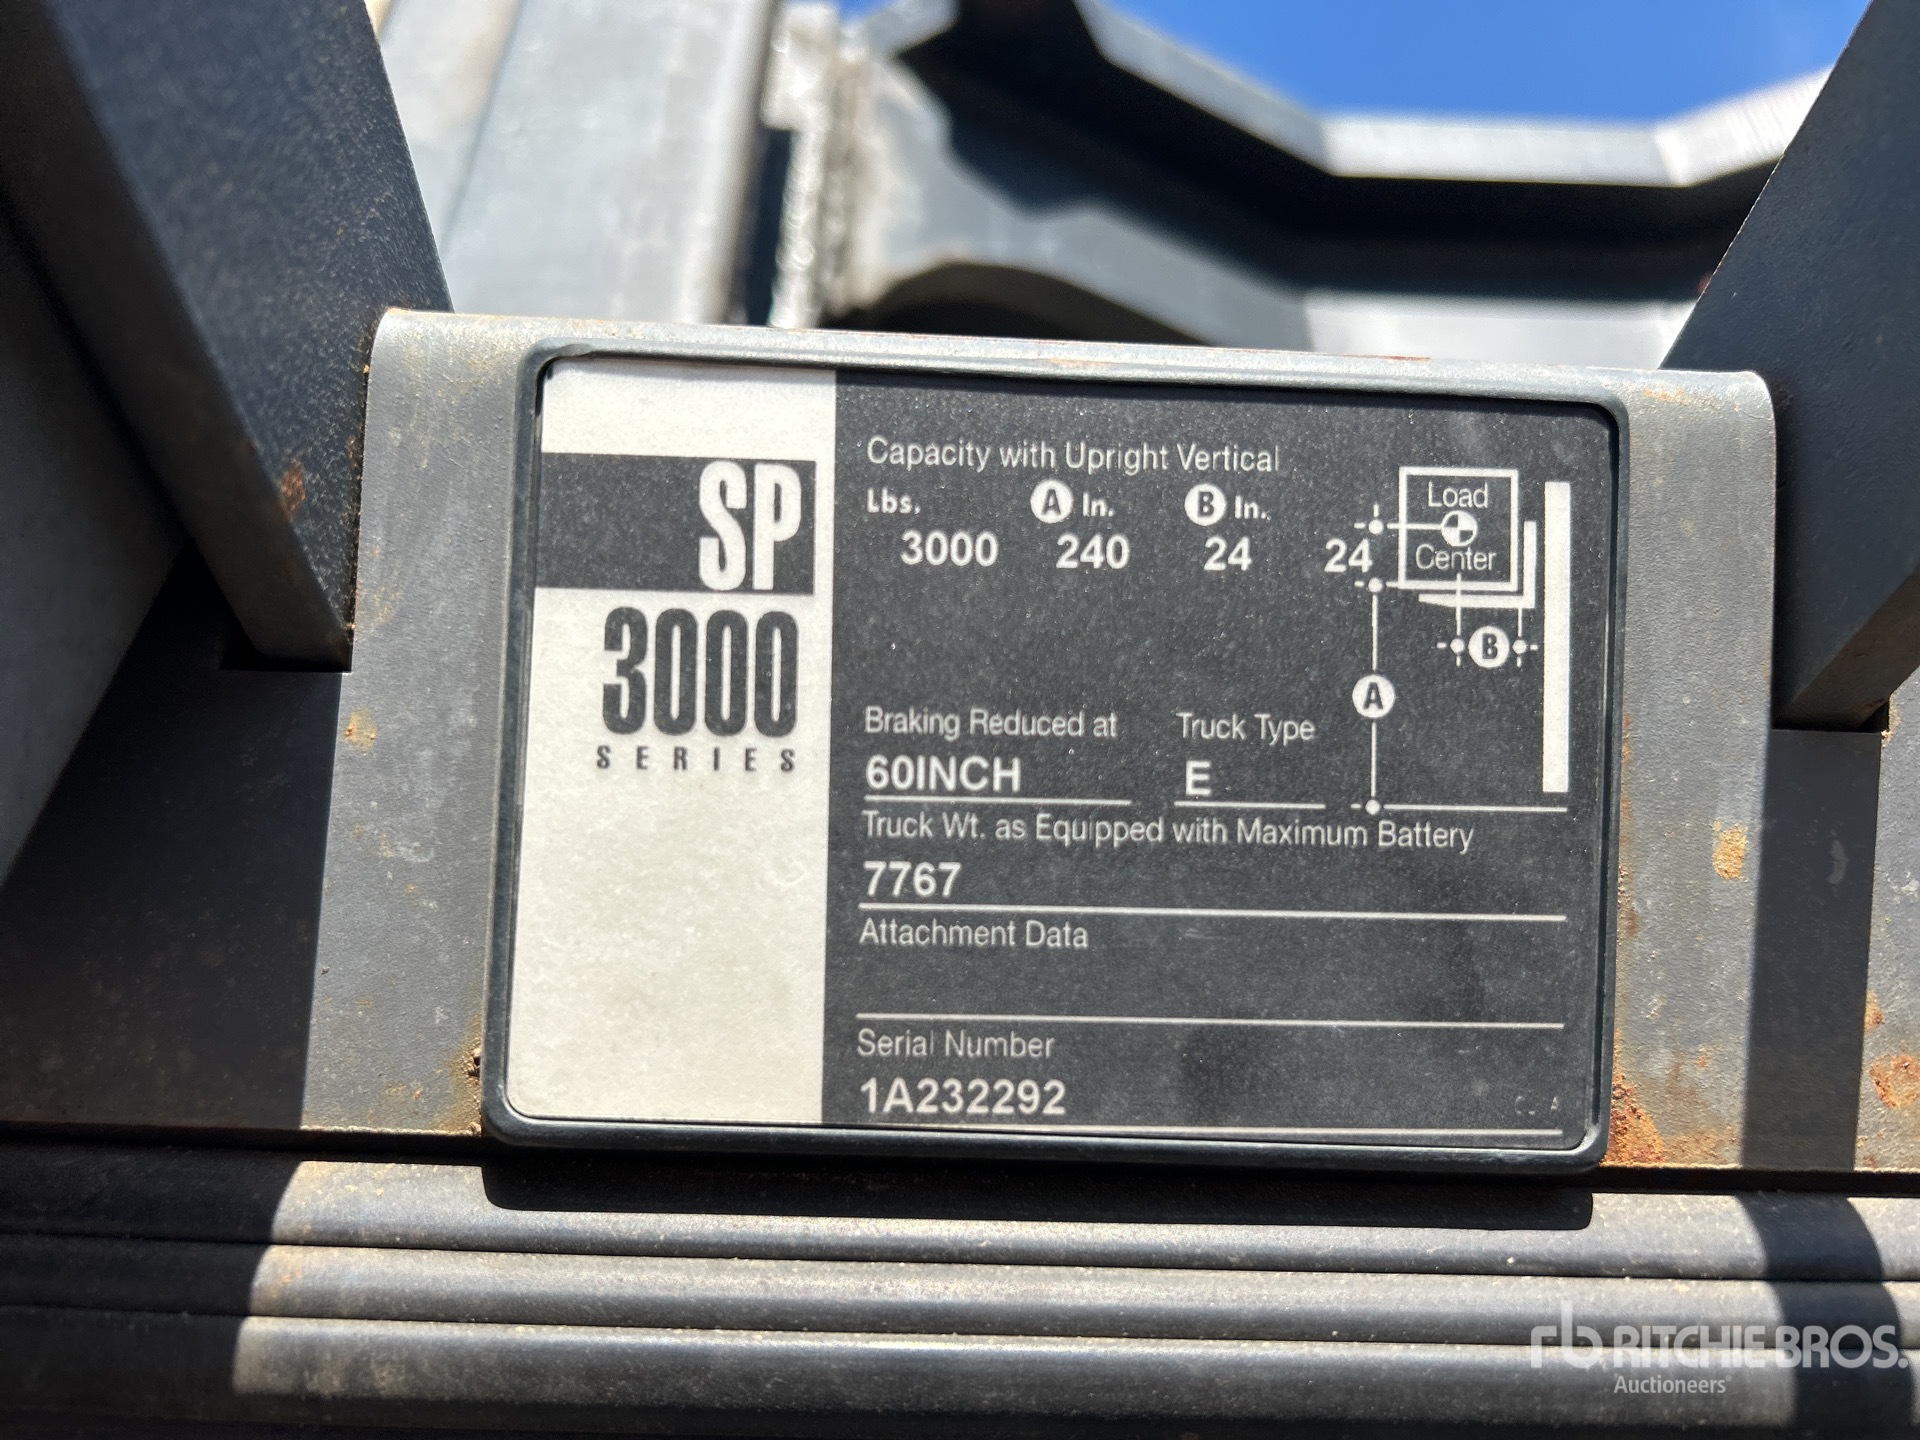 SP
3000
SERIES
Capacity with Upright Vertical
Lbs. A In. B In.
3000 240 24 24
Load
Center
B
A
Braking Reduced at Truck Type
60INCH E
Truck Wt. as Equipped with Maximum Battery
7767
Attachment Data
Serial Number
1A232292
rb RITCHIE BROS.
Auctioneers